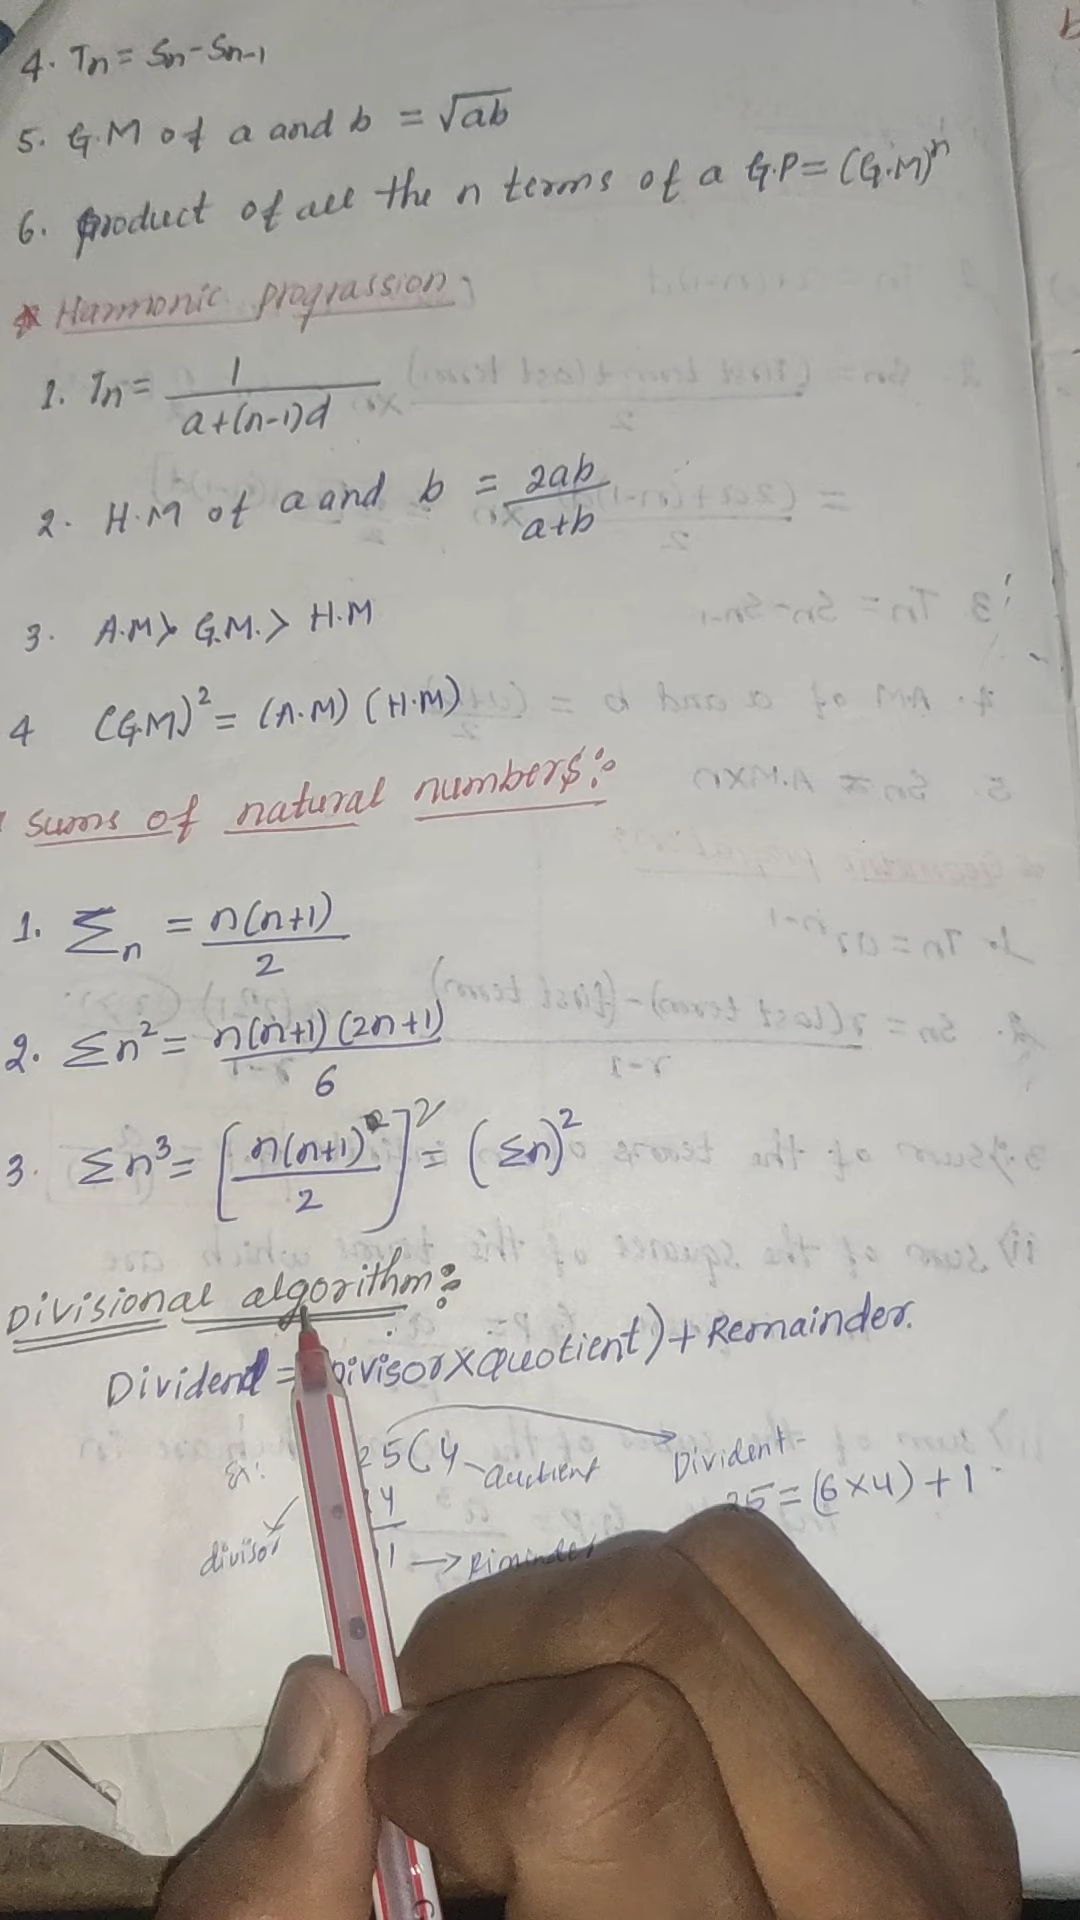 4. Tn = Sn-Sn-1
5. G.M of a and b = √ab
6. product of all the n terms of a G.P = (G.M)^n
* Harmonic prograssion:
1. Tn = 1/(a+(n-1)d)
2. H.M of a and b = 2ab/(a+b)
3. A.M > G.M. > H.M
4 (G.M)² = (A.M) (H.M)
sums of natural numbers:
1. Σn = n(n+1)/2
2. Σn² = n(n+1)(2n+1)/6
3. Σn³ = [n(n+1)/2]² = (Σn)²
Divisional algorithm:
Dividend = Divisor × Quotient) + Remainder.
Ex: 25(4 Divident-
4 25 = (6×4) + 1
divisor 1 →